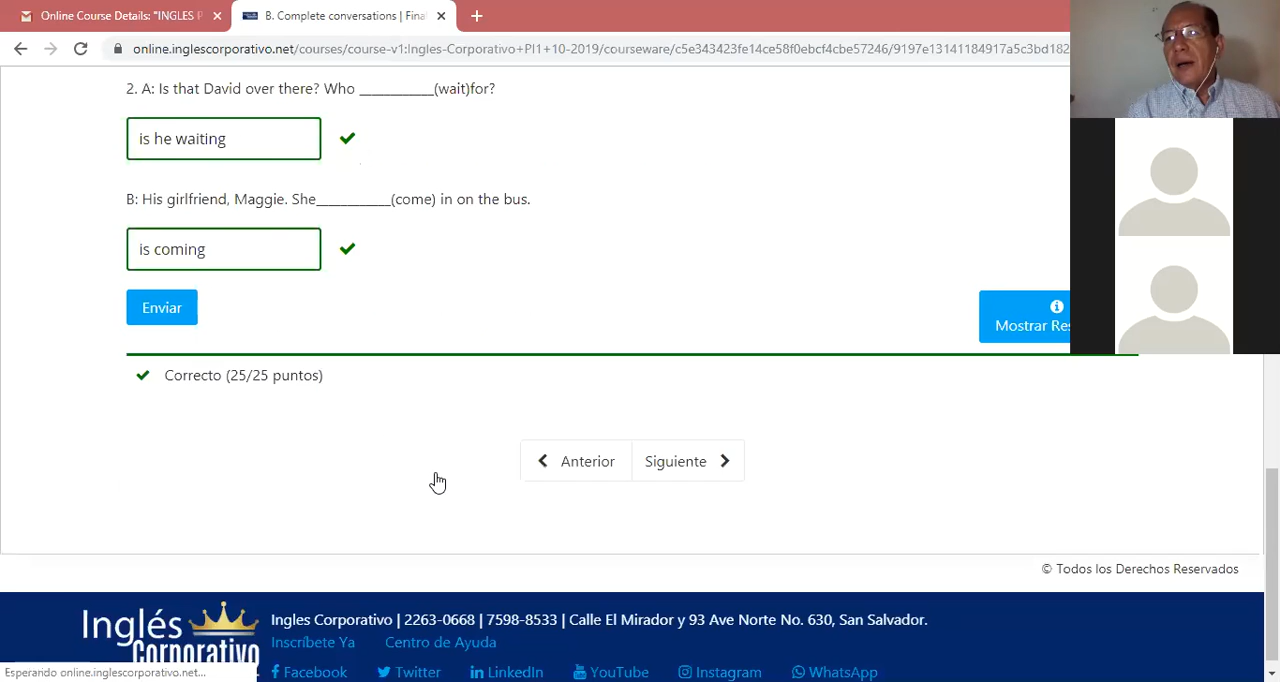 Online Course Details: "INGLES P
B. Complete conversations | Fina
online.inglescorporativo.net/courses/course-v1:Ingles-Corporativo+PI1+10-2019/courseware/c5e343423fe14ce58f0ebcf4cbe57246/9197e13141184917a5c3bd182
2. A: Is that David over there? Who ___________(wait)for?
is he waiting
B: His girlfriend, Maggie. She___________(come) in on the bus.
is coming
Enviar
Mostrar Res
Correcto (25/25 puntos)
Anterior Siguiente
© Todos los Derechos Reservados
Inglés Corporativo
Ingles Corporativo | 2263-0668 | 7598-8533 | Calle El Mirador y 93 Ave Norte No. 630, San Salvador.
Inscríbete Ya Centro de Ayuda
Facebook Twitter LinkedIn YouTube Instagram WhatsApp
Esperando online.inglescorporativo.net...